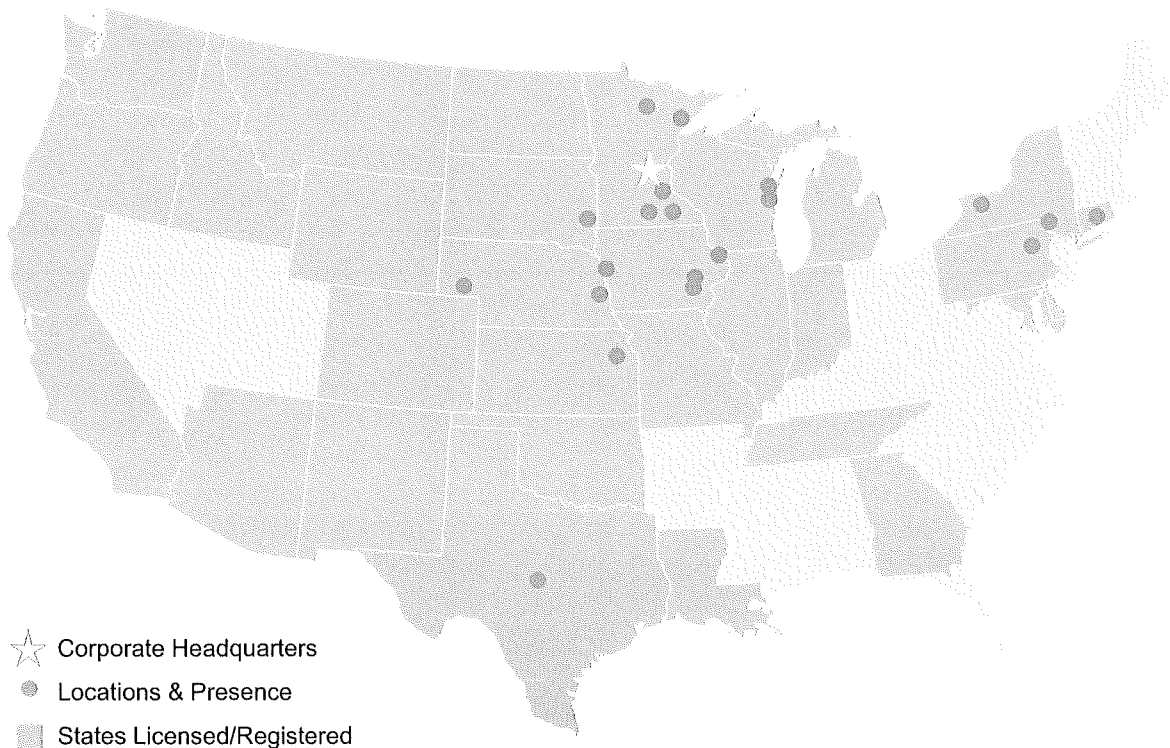 Corporate Headquarters
Locations & Presence
States Licensed/Registered